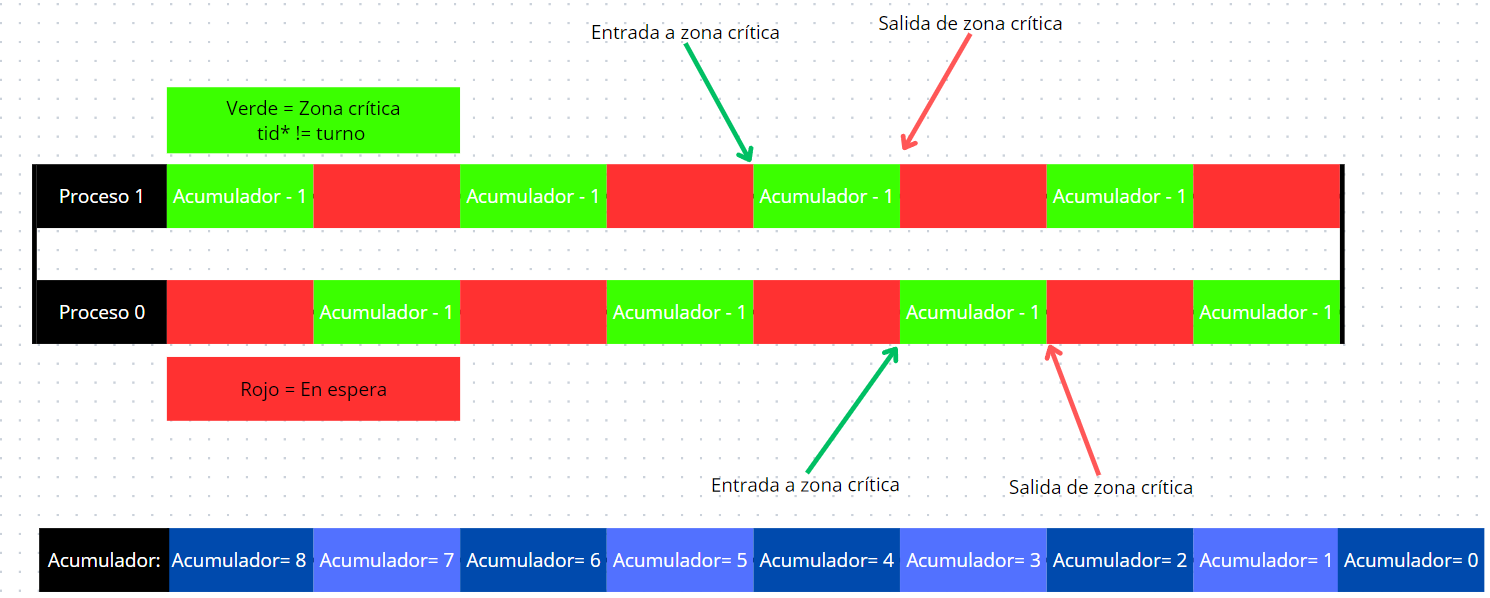 Entrada a zona crítica
Salida de zona crítica
Verde = Zona crítica
tid* != turno
Proceso 1
Acumulador - 1
Acumulador - 1
Acumulador - 1
Acumulador - 1
Proceso 0
Acumulador - 1
Acumulador - 1
Acumulador - 1
Acumulador - 1
Rojo = En espera
Entrada a zona crítica
Salida de zona crítica
Acumulador:
Acumulador= 8
Acumulador= 7
Acumulador= 6
Acumulador= 5
Acumulador= 4
Acumulador= 3
Acumulador= 2
Acumulador= 1
Acumulador= 0